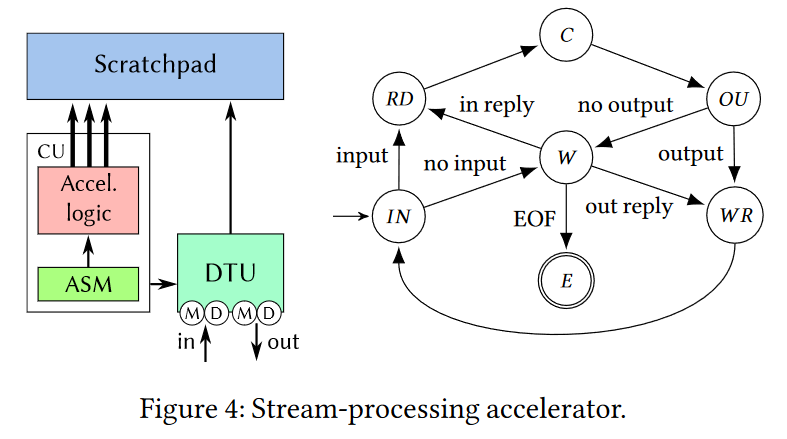 Scratchpad
CU
Accel.
logic
ASM
DTU
M D M D
in
out
C
RD
OU
in reply
no output
W
input
no input
output
IN
EOF
out reply
WR
E
Figure 4: Stream-processing accelerator.